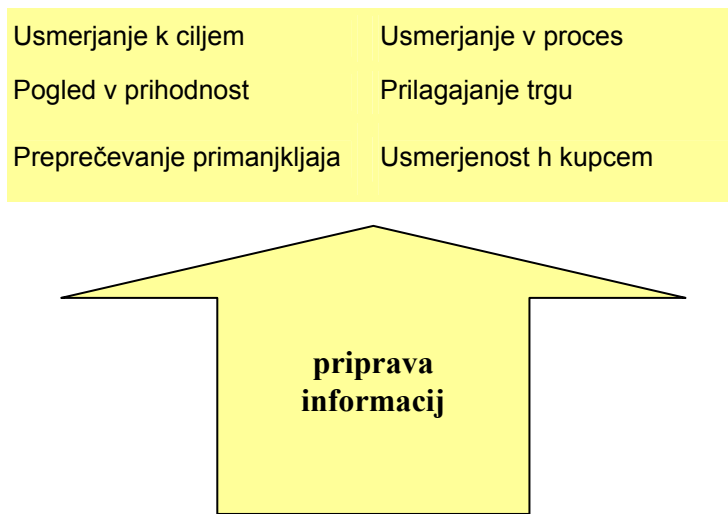 Usmerjanje k ciljem
Usmerjanje v proces
Pogled v prihodnost
Prilagajanje trgu
Preprečevanje primanjkljaja
Usmerjenost h kupcem
priprava
informacij